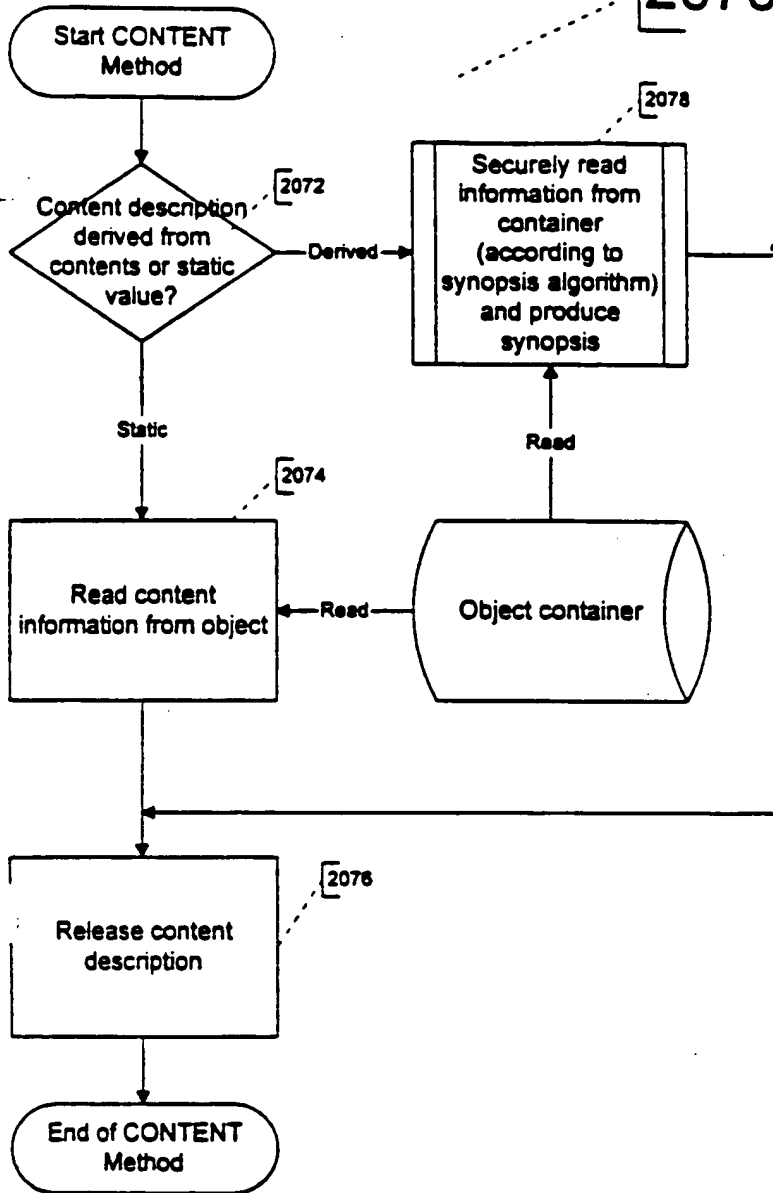 Start CONTENT
Method
2078
2072
Content description
derived from
contents or static
value?
Derived
Securely read
information from
container
(according to
synopsis algorithm)
and produce
synopsis
Static
Read
2074
Read content
information from object
Read
Object container
2076
Release content
description
End of CONTENT
Method